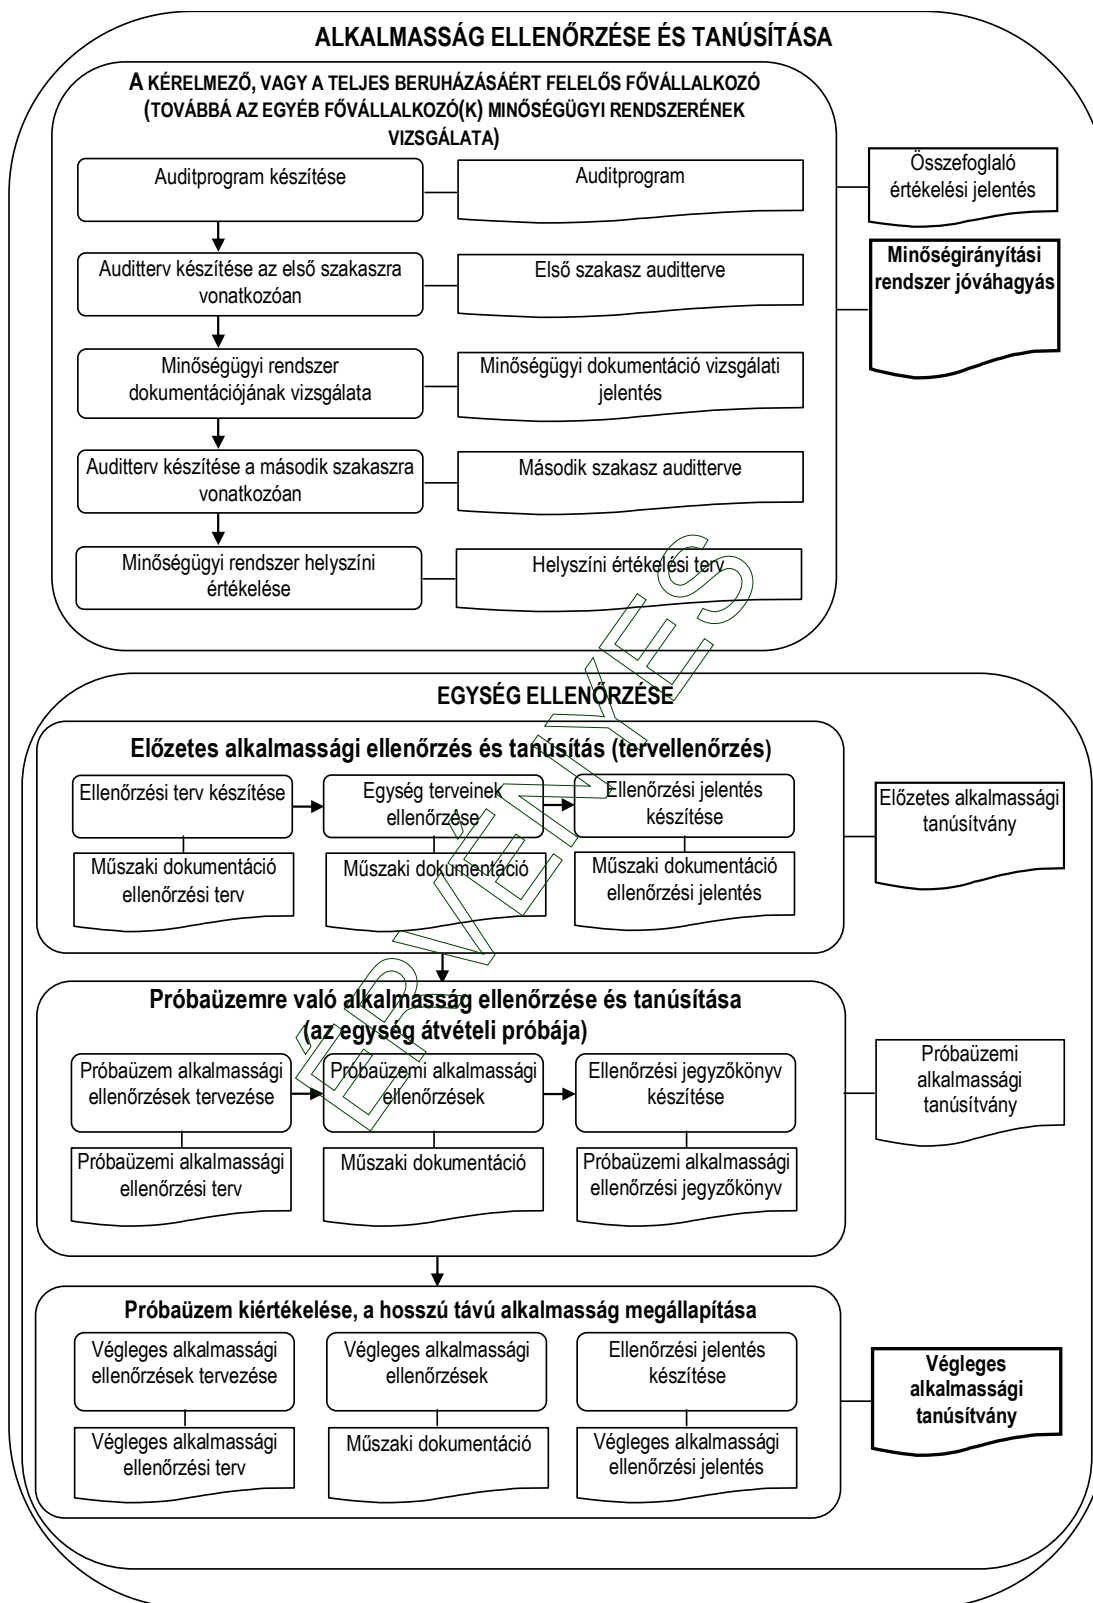 ALKALMASSÁG ELLENŐRZÉSE ÉS TANÚSÍTÁSA
A KÉRELMEZŐ, VAGY A TELJES BERUHÁZÁSÁÉRT FELELŐS FŐVÁLLALKOZÓ
(TOVÁBBÁ AZ EGYÉB FŐVÁLLALKOZÓ(K) MINŐSÉGÜGYI RENDSZERÉNEK
VIZSGÁLATA)
Auditprogram készítése
Auditprogram
Összefoglaló
értékelési jelentés
Auditterv készítése az első szakaszra
vonatkozóan
Első szakasz auditterve
Minőségirányítási
rendszer jóváhagyás
Minőségügyi rendszer
dokumentációjának vizsgálata
Minőségügyi dokumentáció vizsgálati
jelentés
Auditterv készítése a második szakaszra
vonatkozóan
Második szakasz auditterve
Minőségügyi rendszer helyszíni
értékelése
Helyszíni értékelési terv
EGYSÉG ELLENŐRZÉSE
Előzetes alkalmassági ellenőrzés és tanúsítás (tervellenőrzés)
Ellenőrzési terv készítése
Egység terveinek
ellenőrzése
Ellenőrzési jelentés
készítése
Műszaki dokumentáció
ellenőrzési terv
Műszaki dokumentáció
Műszaki dokumentáció
ellenőrzési jelentés
Előzetes alkalmassági
tanúsítvány
Próbaüzemre való alkalmasság ellenőrzése és tanúsítása
(az egység átvételi próbája)
Próbaüzem alkalmassági
ellenőrzések tervezése
Próbaüzemi alkalmassági
ellenőrzések
Ellenőrzési jegyzőkönyv
készítése
Próbaüzemi alkalmassági
ellenőrzési terv
Műszaki dokumentáció
Próbaüzemi alkalmassági
ellenőrzési jegyzőkönyv
Próbaüzemi
alkalmassági
tanúsítvány
Próbaüzem kiértékelése, a hosszú távú alkalmasság megállapítása
Végleges alkalmassági
ellenőrzések tervezése
Végleges alkalmassági
ellenőrzések
Ellenőrzési jelentés
készítése
Végleges alkalmassági
ellenőrzési terv
Műszaki dokumentáció
Végleges alkalmassági
ellenőrzési jelentés
Végleges
alkalmassági
tanúsítvány
ÉRVÉNYES